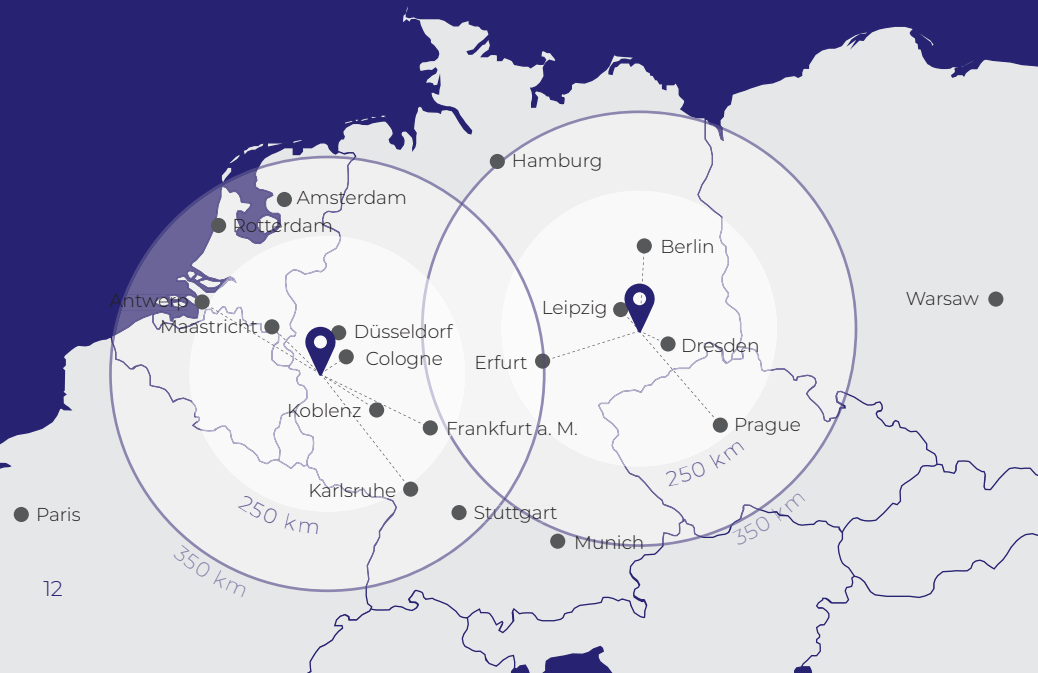 Hamburg
Amsterdam
Rotterdam
Berlin
Antwerp
Maastricht
Düsseldorf
Cologne
Leipzig
Warsaw
Dresden
Erfurt
Koblenz
Frankfurt a. M.
Prague
250 km
Karlsruhe
Stuttgart
Paris
250 km
350 km
Munich
350 km
12